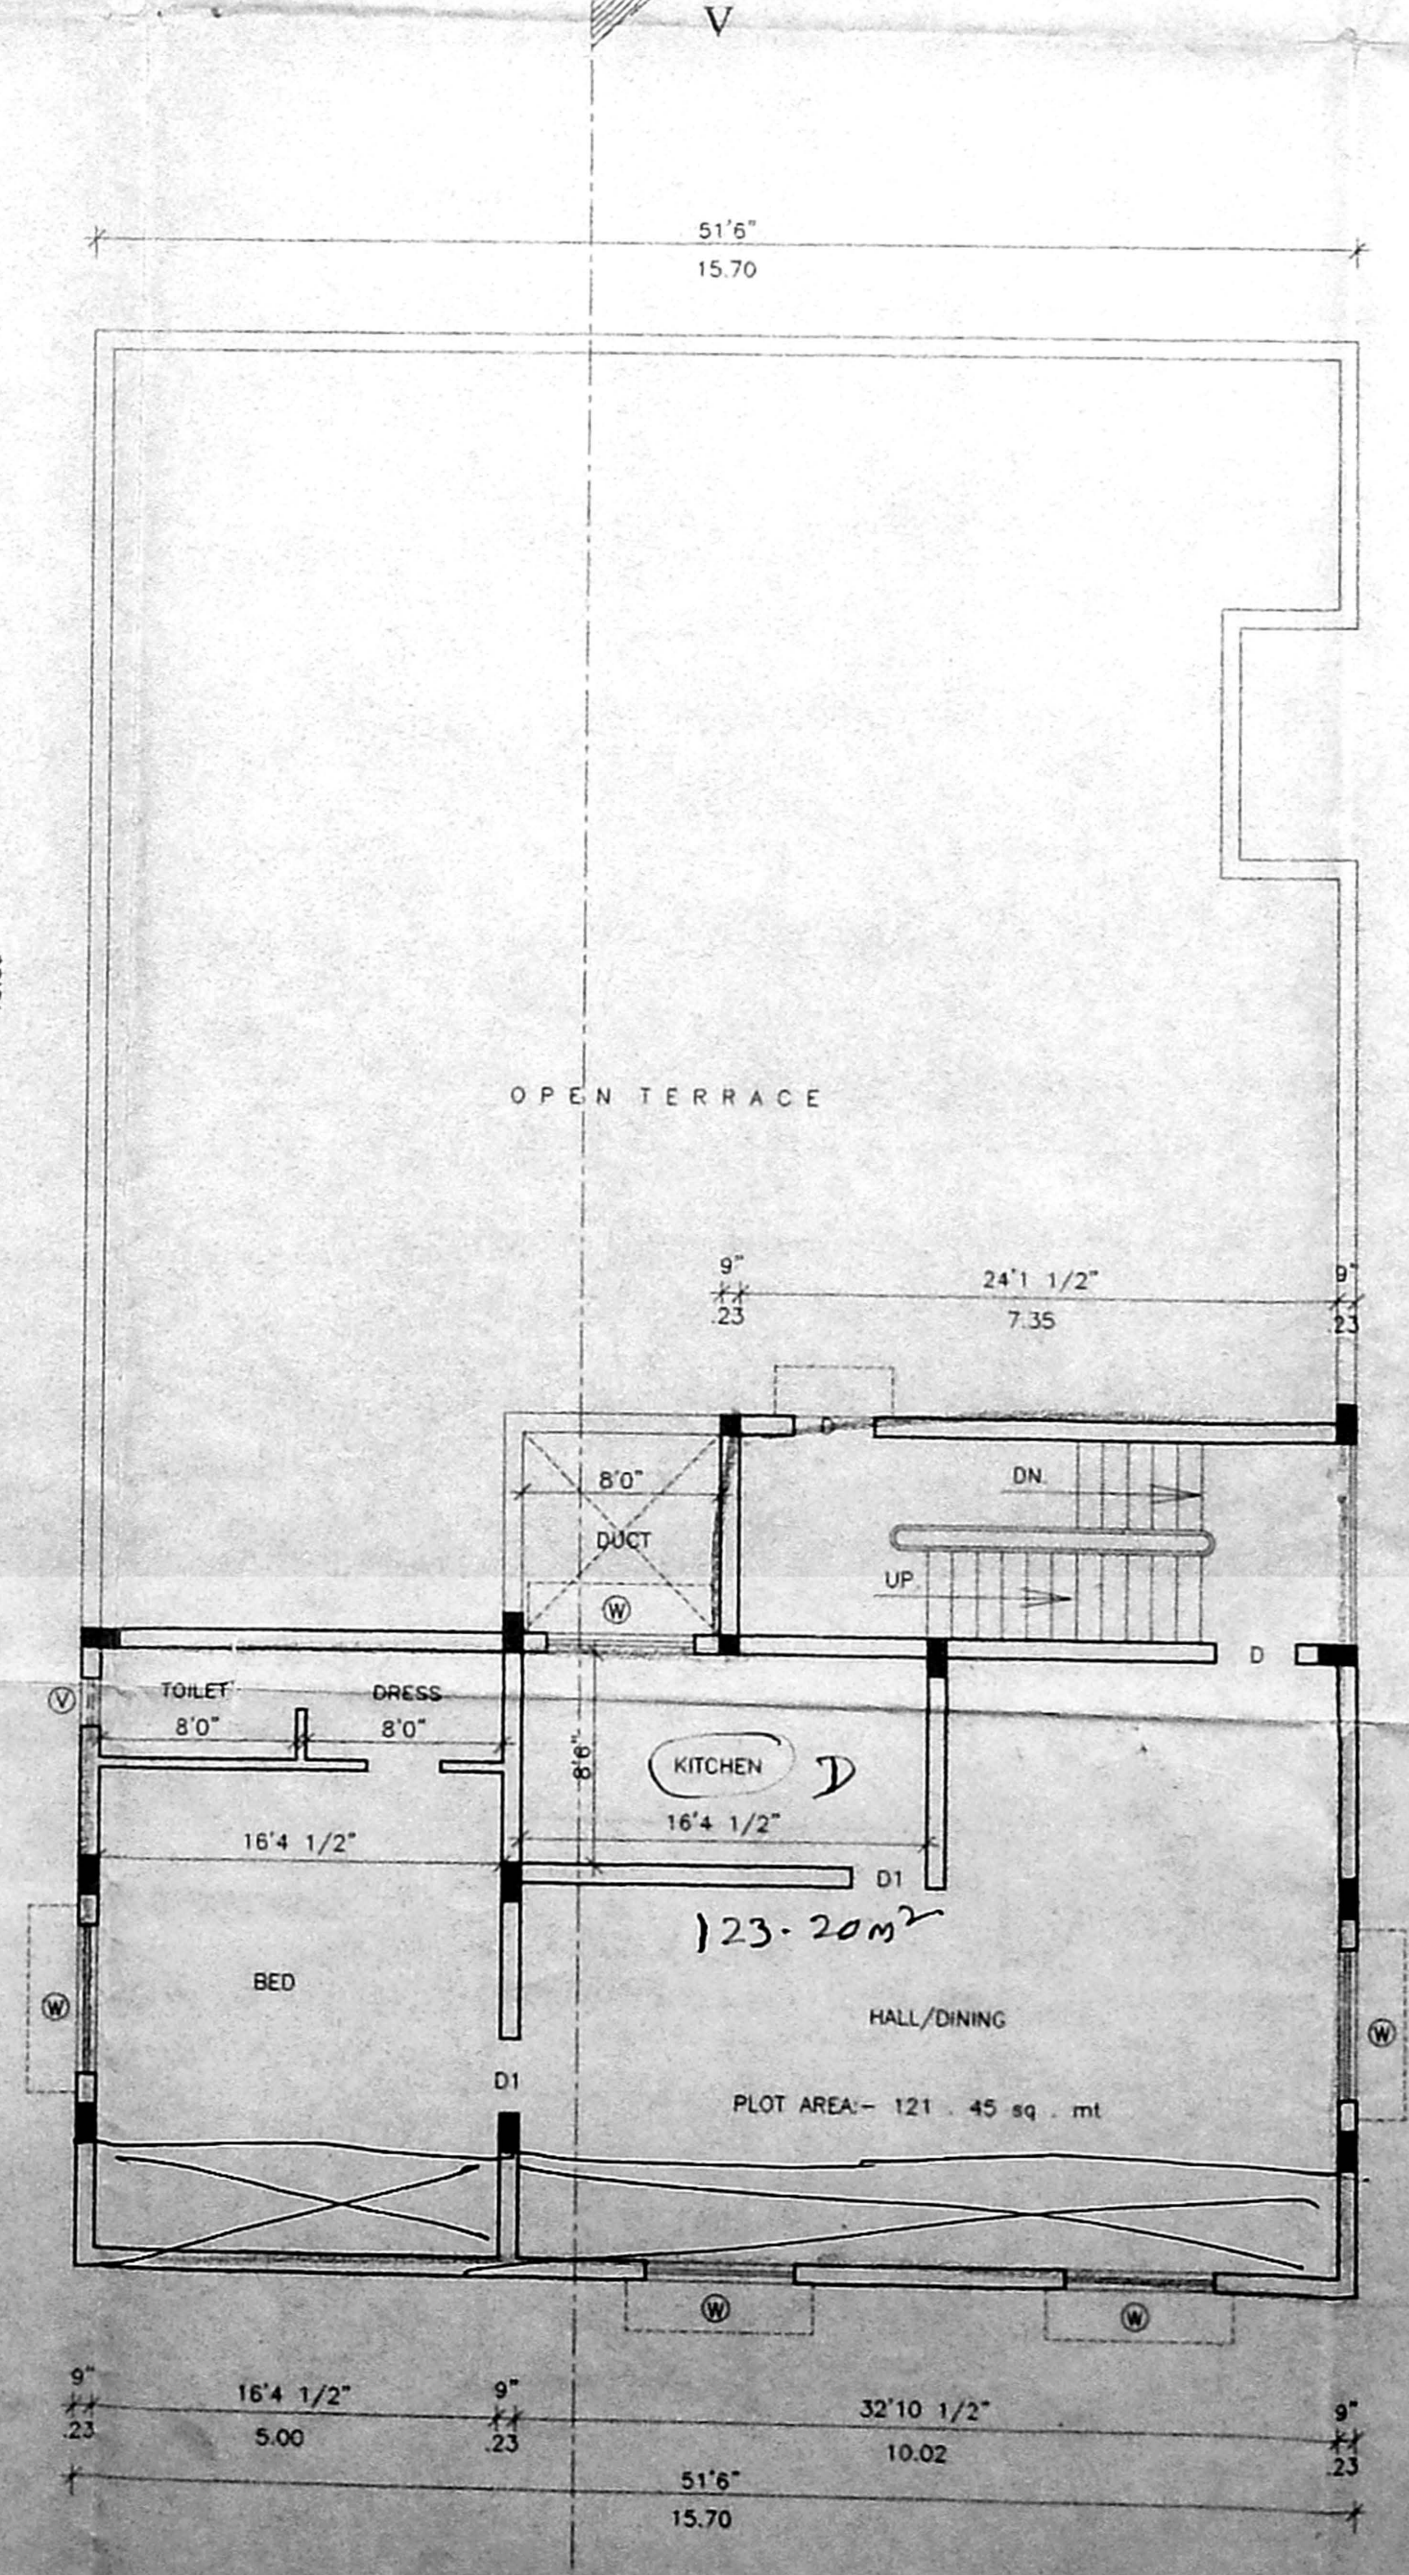 V
51'6"
15.70
OPEN TERRACE
9" 24'1 1/2" 9"
.23 7.35 .23
D
8'0"
DN.
DUCT
UP
W
D
V
TOILET DRESS
8'0" 8'0"
8'6"
KITCHEN D
16'4 1/2"
16'4 1/2"
D1
123.20m²
BED
W
HALL/DINING
W
D1
PLOT AREA:- 121 . 45 sq . mt
W
W
9" 16'4 1/2" 9" 32'10 1/2" 9"
.23 5.00 .23 10.02 .23
51'6"
15.70